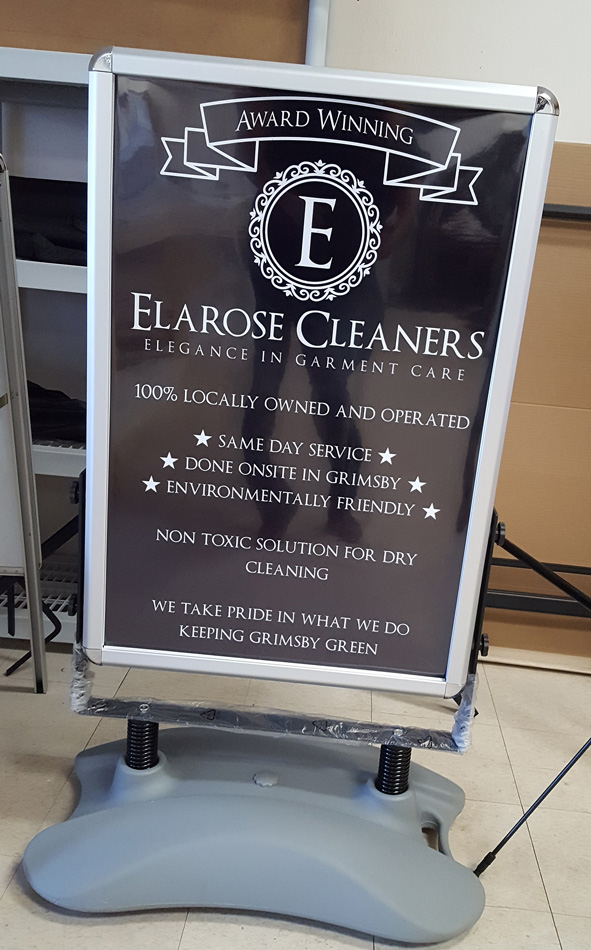 AWARD WINNING
E
ELAROSE CLEANERS
ELEGANCE IN GARMENT CARE
100% LOCALLY OWNED AND OPERATED
★ SAME DAY SERVICE ★
★ DONE ONSITE IN GRIMSBY ★
★ ENVIRONMENTALLY FRIENDLY ★
NON TOXIC SOLUTION FOR DRY
CLEANING
WE TAKE PRIDE IN WHAT WE DO
KEEPING GRIMSBY GREEN